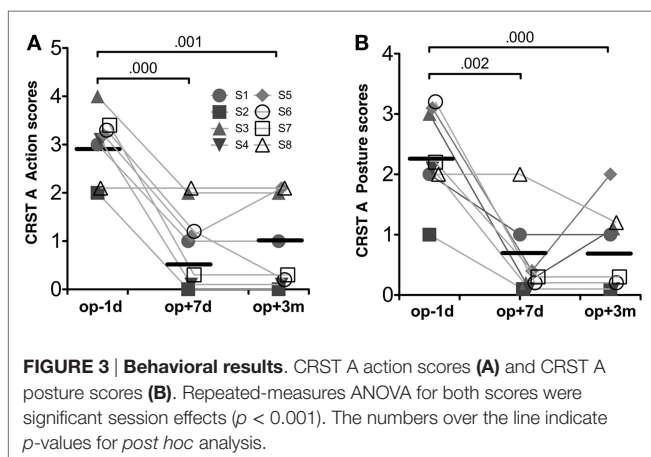 A
B
.001
.000
.000
.002
CRST A Action scores
5
4
3
2
1
0
S1
S5
S2
S6
S3
S7
S4
S8
op-1d
op+7d
op+3m
CRST A Posture scores
4
3
2
1
0
op-1d
op+7d
op+3m
FIGURE 3 | Behavioral results. CRST A action scores (A) and CRST A
posture scores (B). Repeated-measures ANOVA for both scores were
significant session effects (p < 0.001). The numbers over the line indicate
p-values for post hoc analysis.